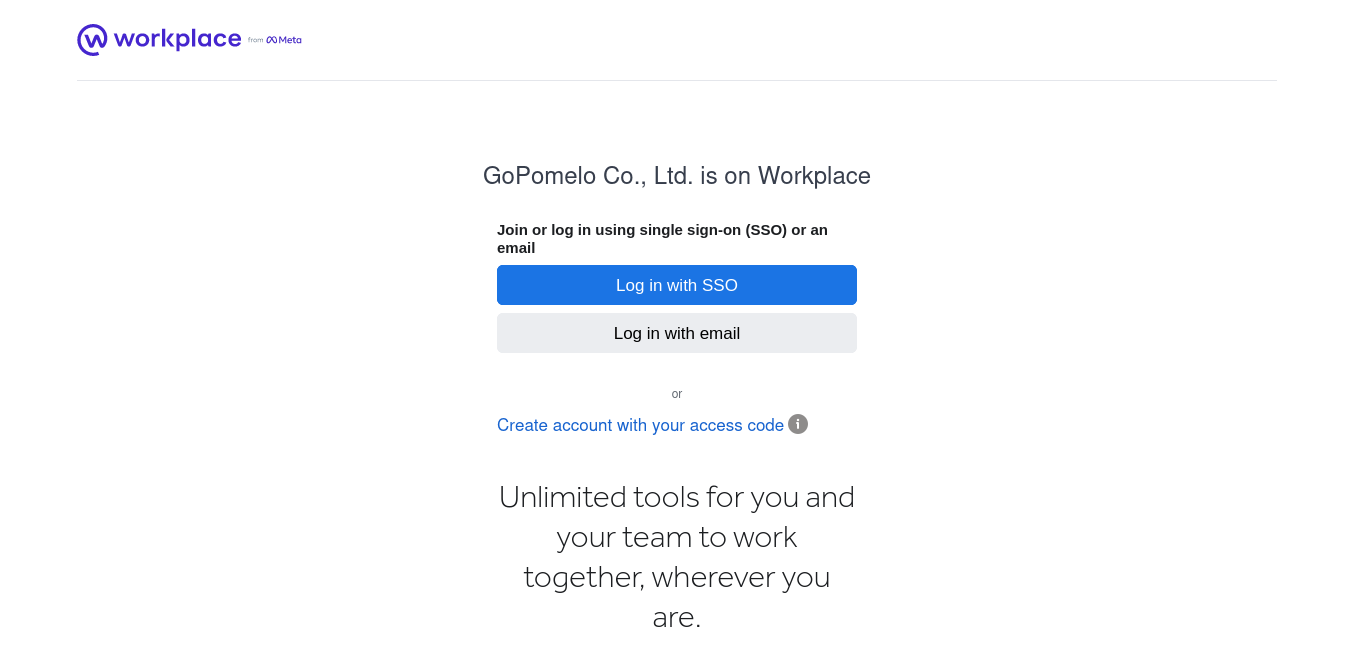 workplace from Meta
GoPomelo Co., Ltd. is on Workplace
Join or log in using single sign-on (SSO) or an
email
Log in with SSO
Log in with email
or
Create account with your access code
Unlimited tools for you and
your team to work
together, wherever you
are.